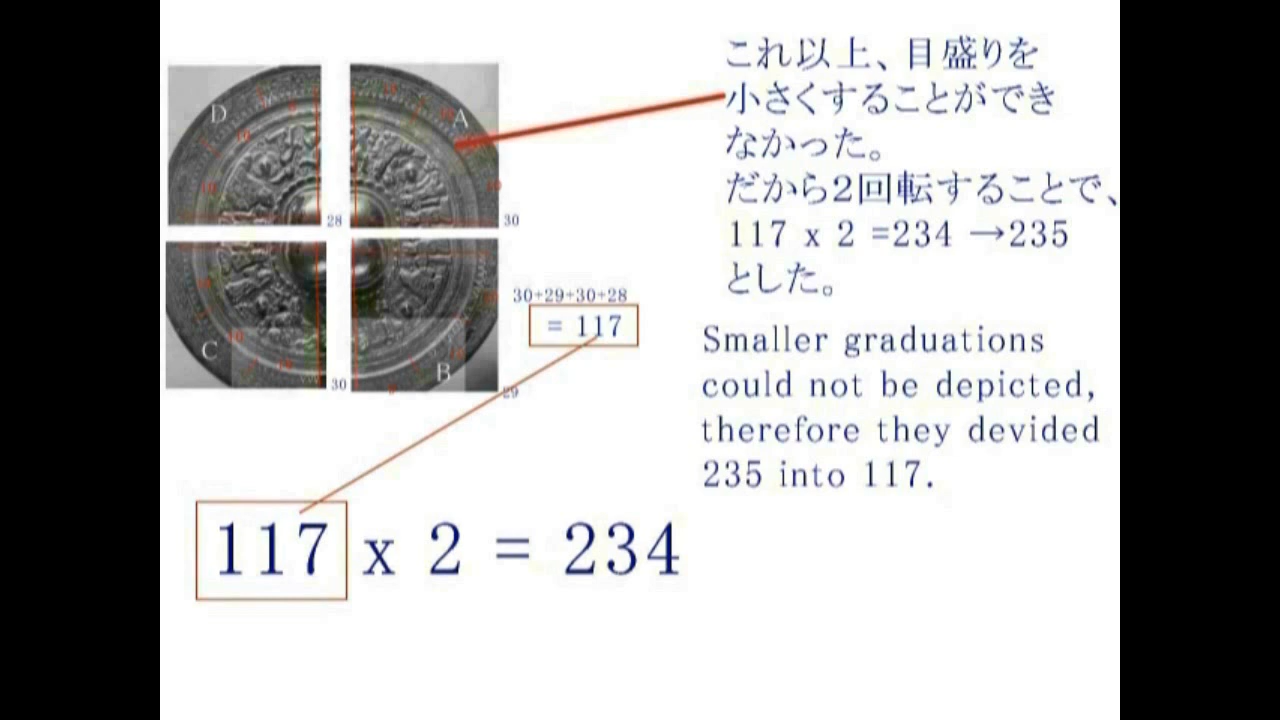 これ以上、目盛りを
小さくすることができ
なかった。
だから２回転することで、
117 x 2 =234 →235
とした。
D
A
10
28
30
30+29+30+28
= 117
C
B
30
29
Smaller graduations
could not be depicted,
therefore they devided
235 into 117.
117 x 2 = 234